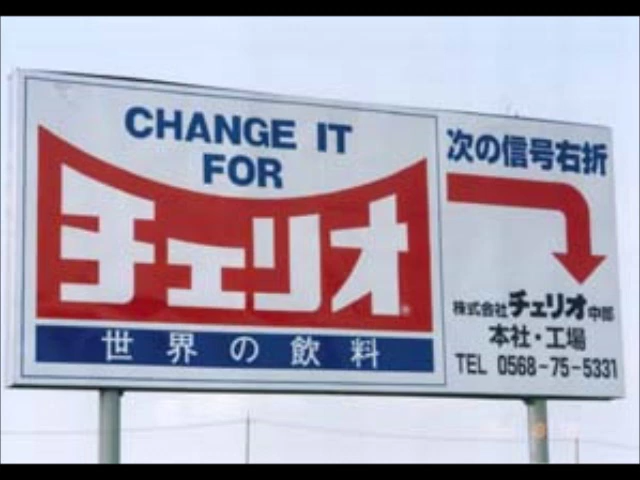 CHANGE IT
FOR
チェリオ
世界の飲料
次の信号右折
株式会社チェリオ中部
本社・工場
TEL 0568-75-5331